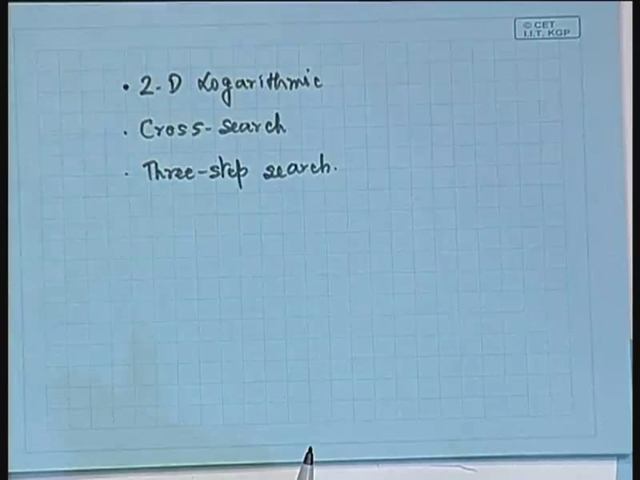 © CET
I.I.T. KGP
• 2-D Logarithmic
• Cross-search
• Three-step search.